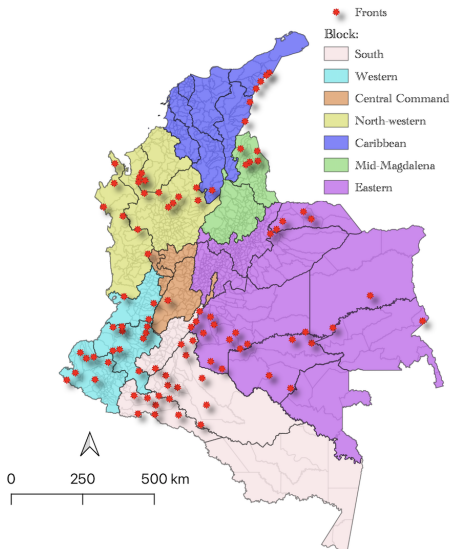 Fronts
Block:
South
Western
Central Command
North-western
Caribbean
Mid-Magdalena
Eastern
0 250 500 km